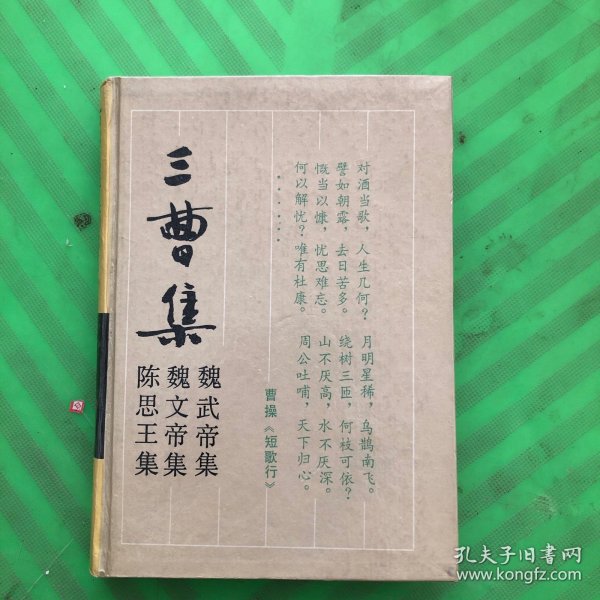 三曹集
魏武帝集
魏文帝集
陈思王集
对酒当歌，人生几何？
譬如朝露，去日苦多。
慨当以慷，忧思难忘。
何以解忧？唯有杜康。
……
月明星稀，乌鹊南飞。
绕树三匝，何枝可依？
山不厌高，水不厌深。
周公吐哺，天下归心。
曹操《短歌行》
孔夫子旧书网
www.kongfz.com